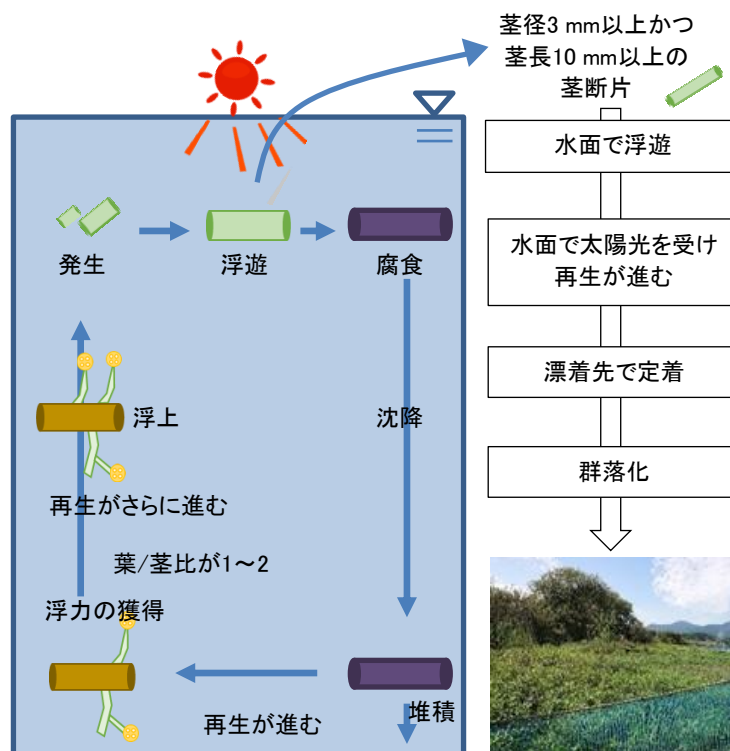 茎径3 mm以上かつ
茎長10 mm以上の
茎断片
水面で浮遊
水面で太陽光を受け
再生が進む
漂着先で定着
群落化
発生
浮遊
腐食
浮上
沈降
再生がさらに進む
葉/茎比が1～2
浮力の獲得
再生が進む
堆積